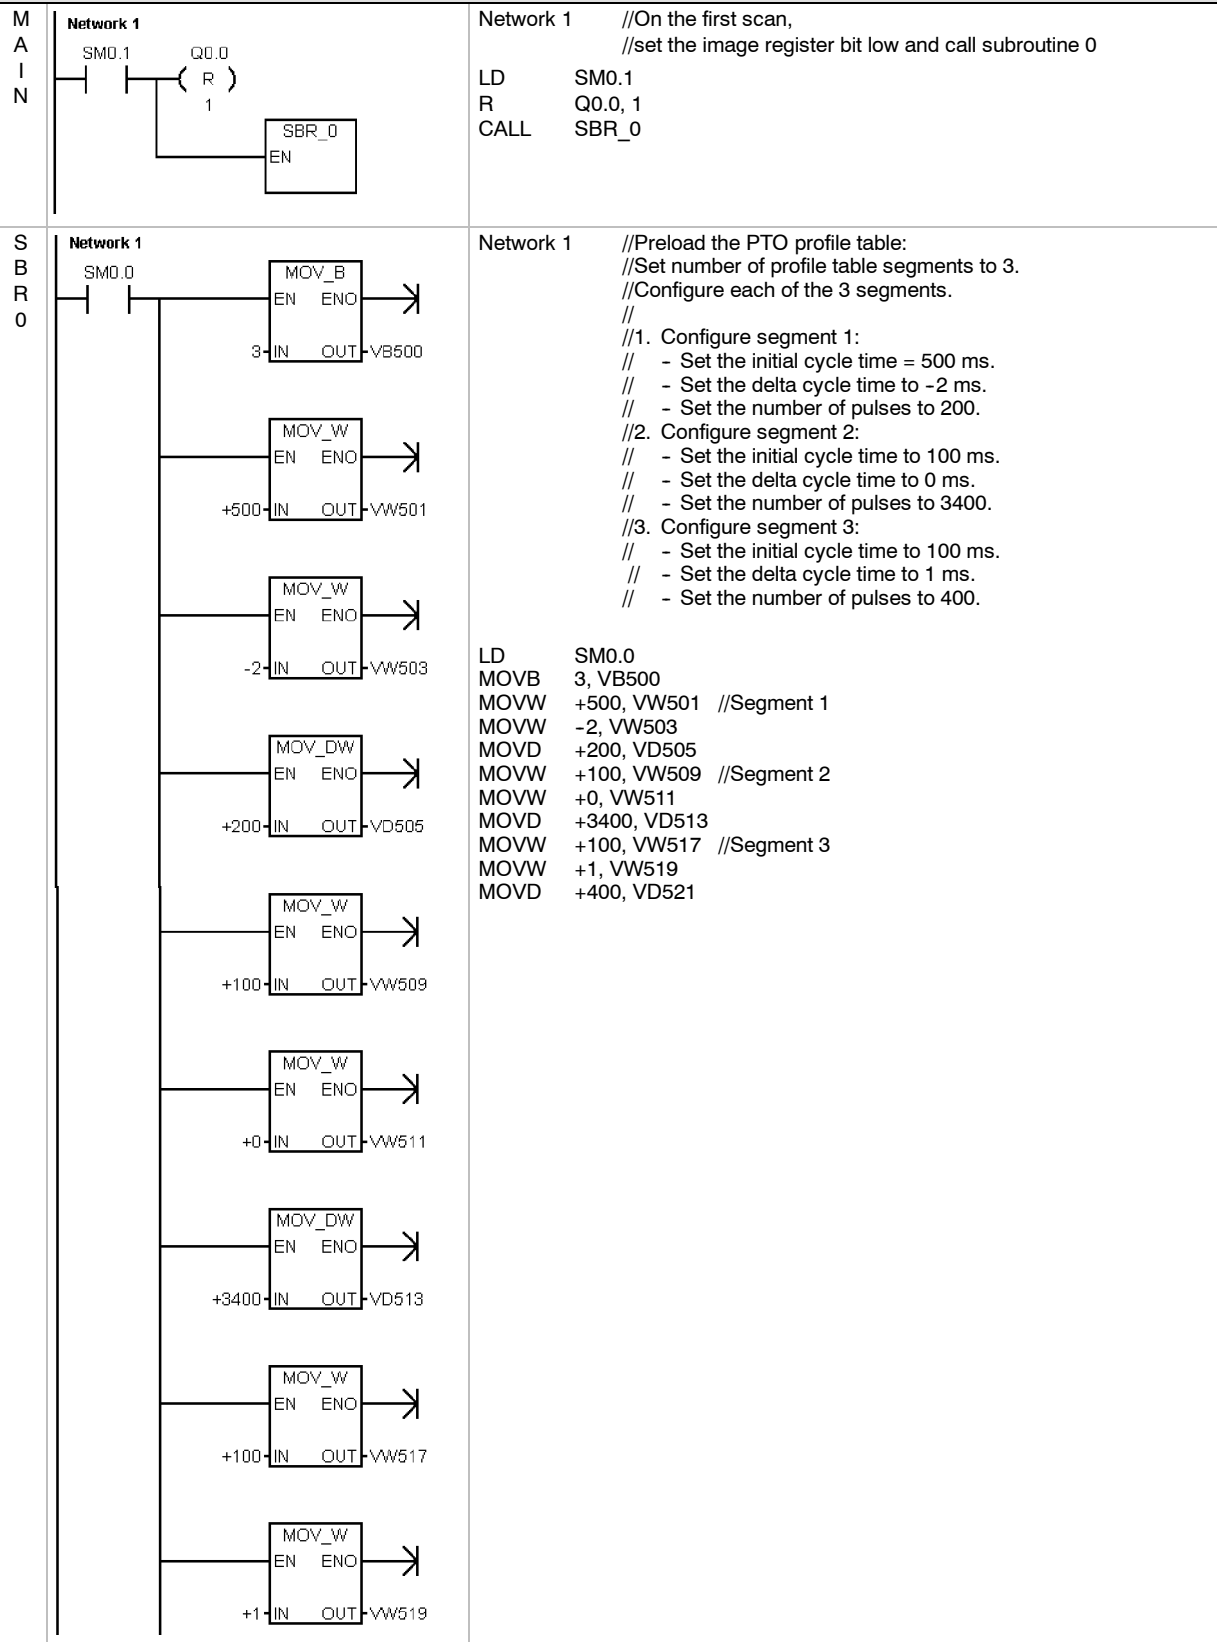 M
A
I
N
Network 1
SM0.1 Q0.0
R
1
SBR_0
EN
Network 1 //On the first scan,
//set the image register bit low and call subroutine 0
LD SM0.1
R Q0.0, 1
CALL SBR_0
S
B
R
0
Network 1
SM0.0
MOV_B
EN ENO
3 IN OUT VB500
MOV_W
EN ENO
+500 IN OUT VW501
MOV_W
EN ENO
-2 IN OUT VW503
MOV_DW
EN ENO
+200 IN OUT VD505
MOV_W
EN ENO
+100 IN OUT VW509
MOV_W
EN ENO
+0 IN OUT VW511
MOV_DW
EN ENO
+3400 IN OUT VD513
MOV_W
EN ENO
+100 IN OUT VW517
MOV_W
EN ENO
+1 IN OUT VW519
Network 1 //Preload the PTO profile table:
//Set number of profile table segments to 3.
//Configure each of the 3 segments.
//
//1. Configure segment 1:
// - Set the initial cycle time = 500 ms.
// - Set the delta cycle time to -2 ms.
// - Set the number of pulses to 200.
//2. Configure segment 2:
// - Set the initial cycle time to 100 ms.
// - Set the delta cycle time to 0 ms.
// - Set the number of pulses to 3400.
//3. Configure segment 3:
// - Set the initial cycle time to 100 ms.
// - Set the delta cycle time to 1 ms.
// - Set the number of pulses to 400.
LD SM0.0
MOVB 3, VB500
MOVW +500, VW501 //Segment 1
MOVW -2, VW503
MOVD +200, VD505
MOVW +100, VW509 //Segment 2
MOVW +0, VW511
MOVD +3400, VD513
MOVW +100, VW517 //Segment 3
MOVW +1, VW519
MOVD +400, VD521